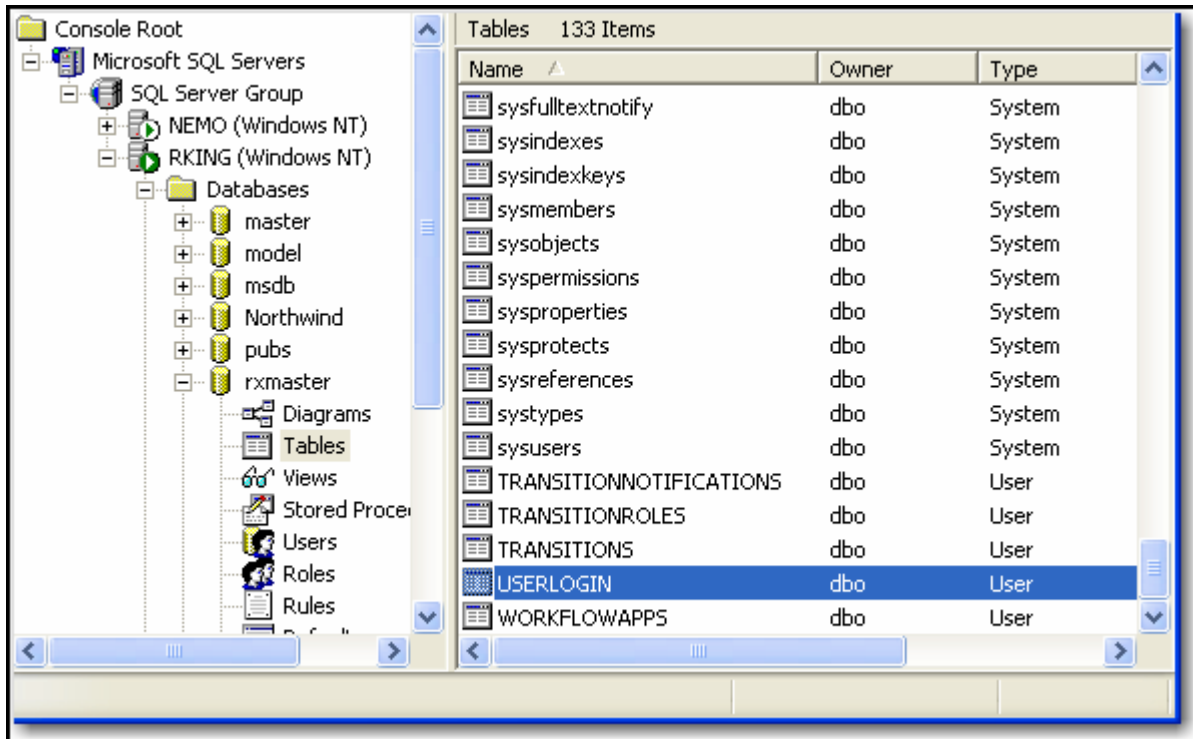 Console Root
Microsoft SQL Servers
SQL Server Group
NEMO (Windows NT)
RKING (Windows NT)
Databases
master
model
msdb
Northwind
pubs
rxmaster
Diagrams
Tables
Views
Stored Proce
Users
Roles
Rules
Tables 133 Items
Name Owner Type
sysfulltextnotify dbo System
sysindexes dbo System
sysindexkeys dbo System
sysmembers dbo System
sysobjects dbo System
syspermissions dbo System
sysproperties dbo System
sysprotects dbo System
sysreferences dbo System
systypes dbo System
sysusers dbo System
TRANSITIONNOTIFICATIONS dbo User
TRANSITIONROLES dbo User
TRANSITIONS dbo User
USERLOGIN dbo User
WORKFLOWAPPS dbo User